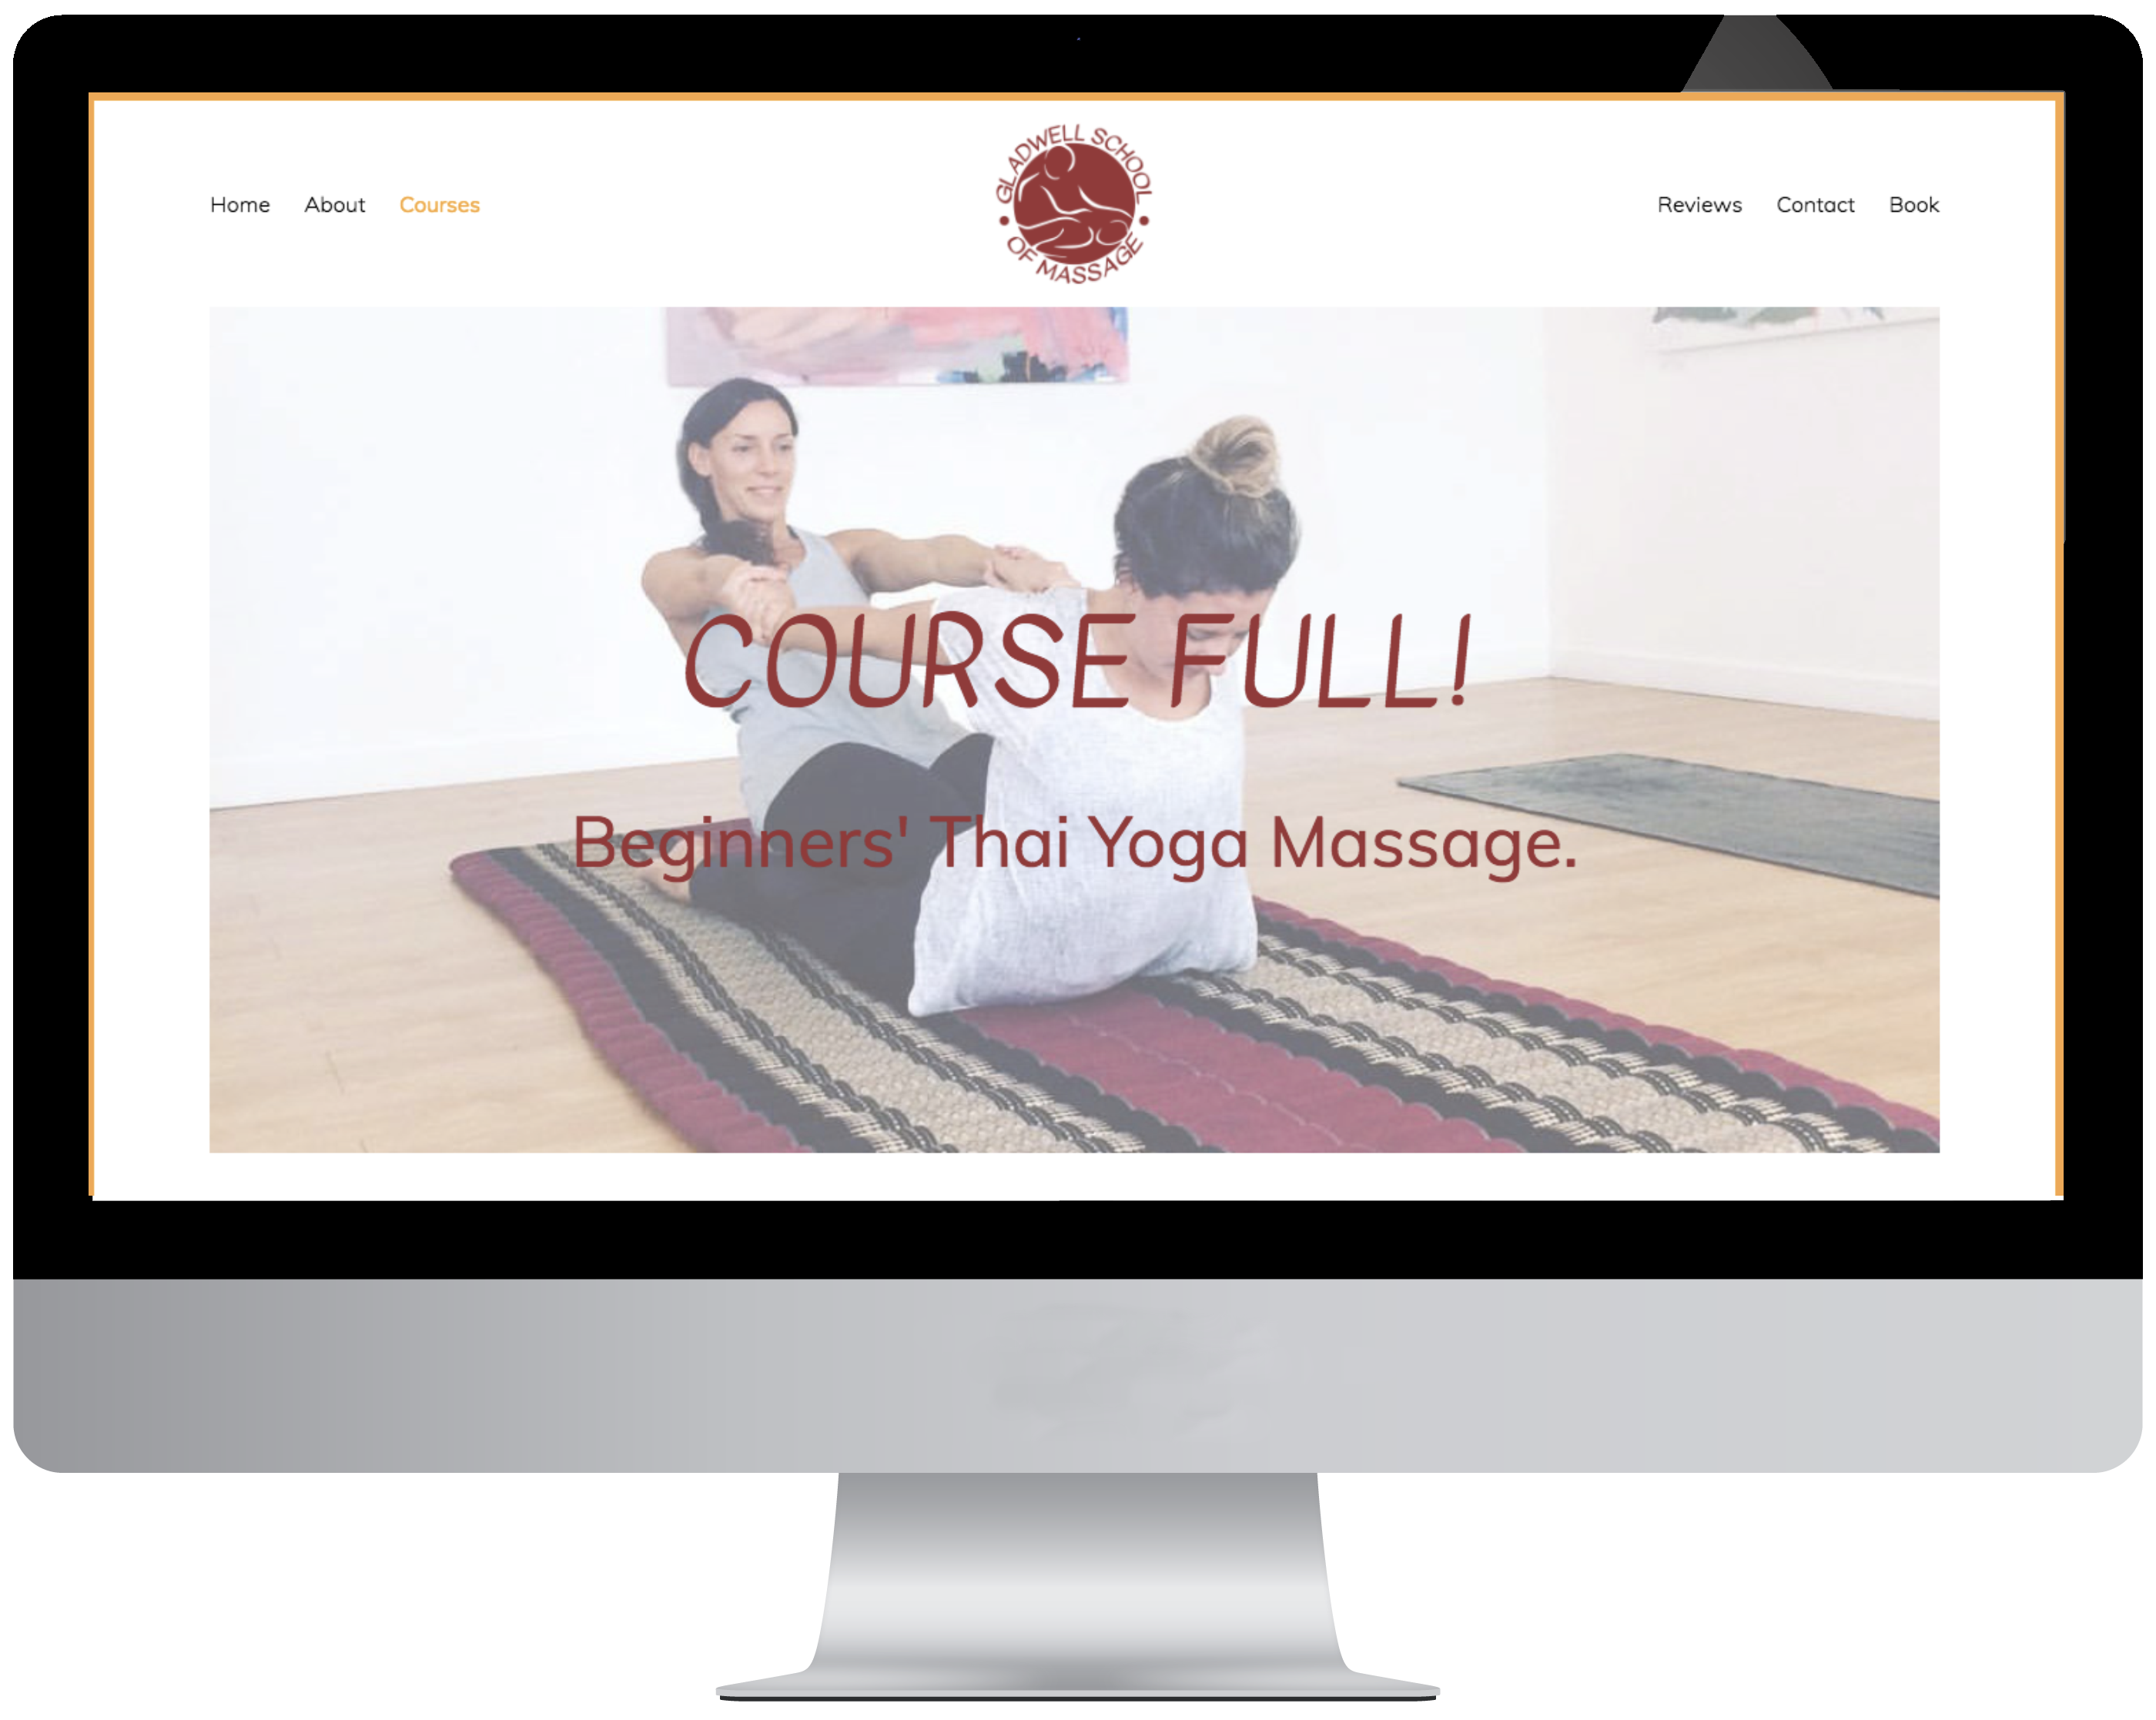 Home About Courses
GLADWELL SCHOOL
OF MASSAGE
Reviews Contact Book
COURSE FULL!
Beginners' Thai Yoga Massage.